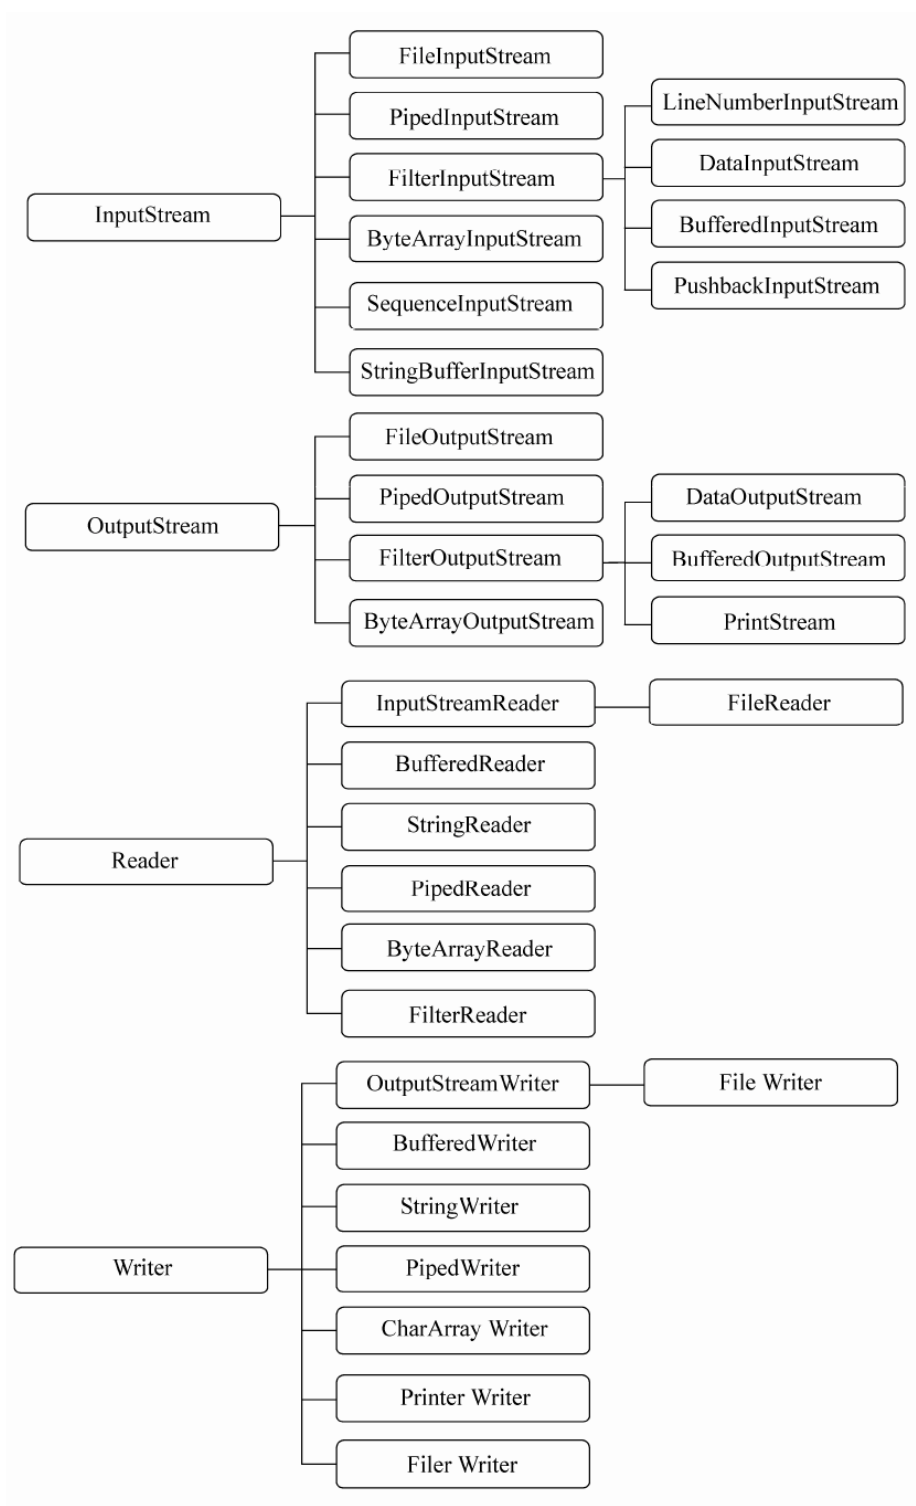 InputStream
FileInputStream
PipedInputStream
FilterInputStream
ByteArrayInputStream
SequenceInputStream
StringBufferInputStream
LineNumberInputStream
DataInputStream
BufferedInputStream
PushbackInputStream
OutputStream
FileOutputStream
PipedOutputStream
FilterOutputStream
ByteArrayOutputStream
DataOutputStream
BufferedOutputStream
PrintStream
Reader
InputStreamReader
BufferedReader
StringReader
PipedReader
ByteArrayReader
FilterReader
FileReader
Writer
OutputStreamWriter
BufferedWriter
StringWriter
PipedWriter
CharArray Writer
Printer Writer
Filer Writer
File Writer